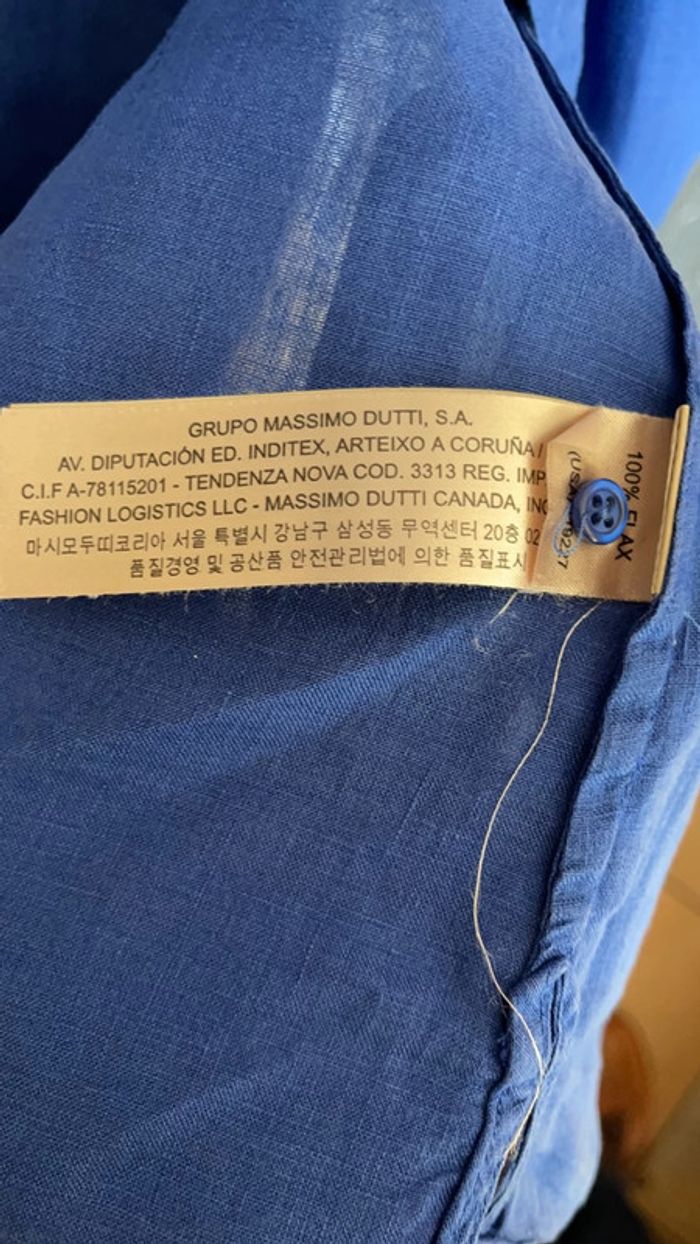 GRUPO MASSIMO DUTTI, S.A.
AV. DIPUTACIÓN ED. INDITEX, ARTEIXO A CORUÑA /
C.I.F A-78115201 - TENDENZA NOVA COD. 3313 REG. IMP.
FASHION LOGISTICS LLC - MASSIMO DUTTI CANADA, INC
마시모두띠코리아 서울 특별시 강남구 삼성동 무역센터 20층 02
품질경영 및 공산품 안전관리법에 의한 품질표시
100% FLAX
(USA)